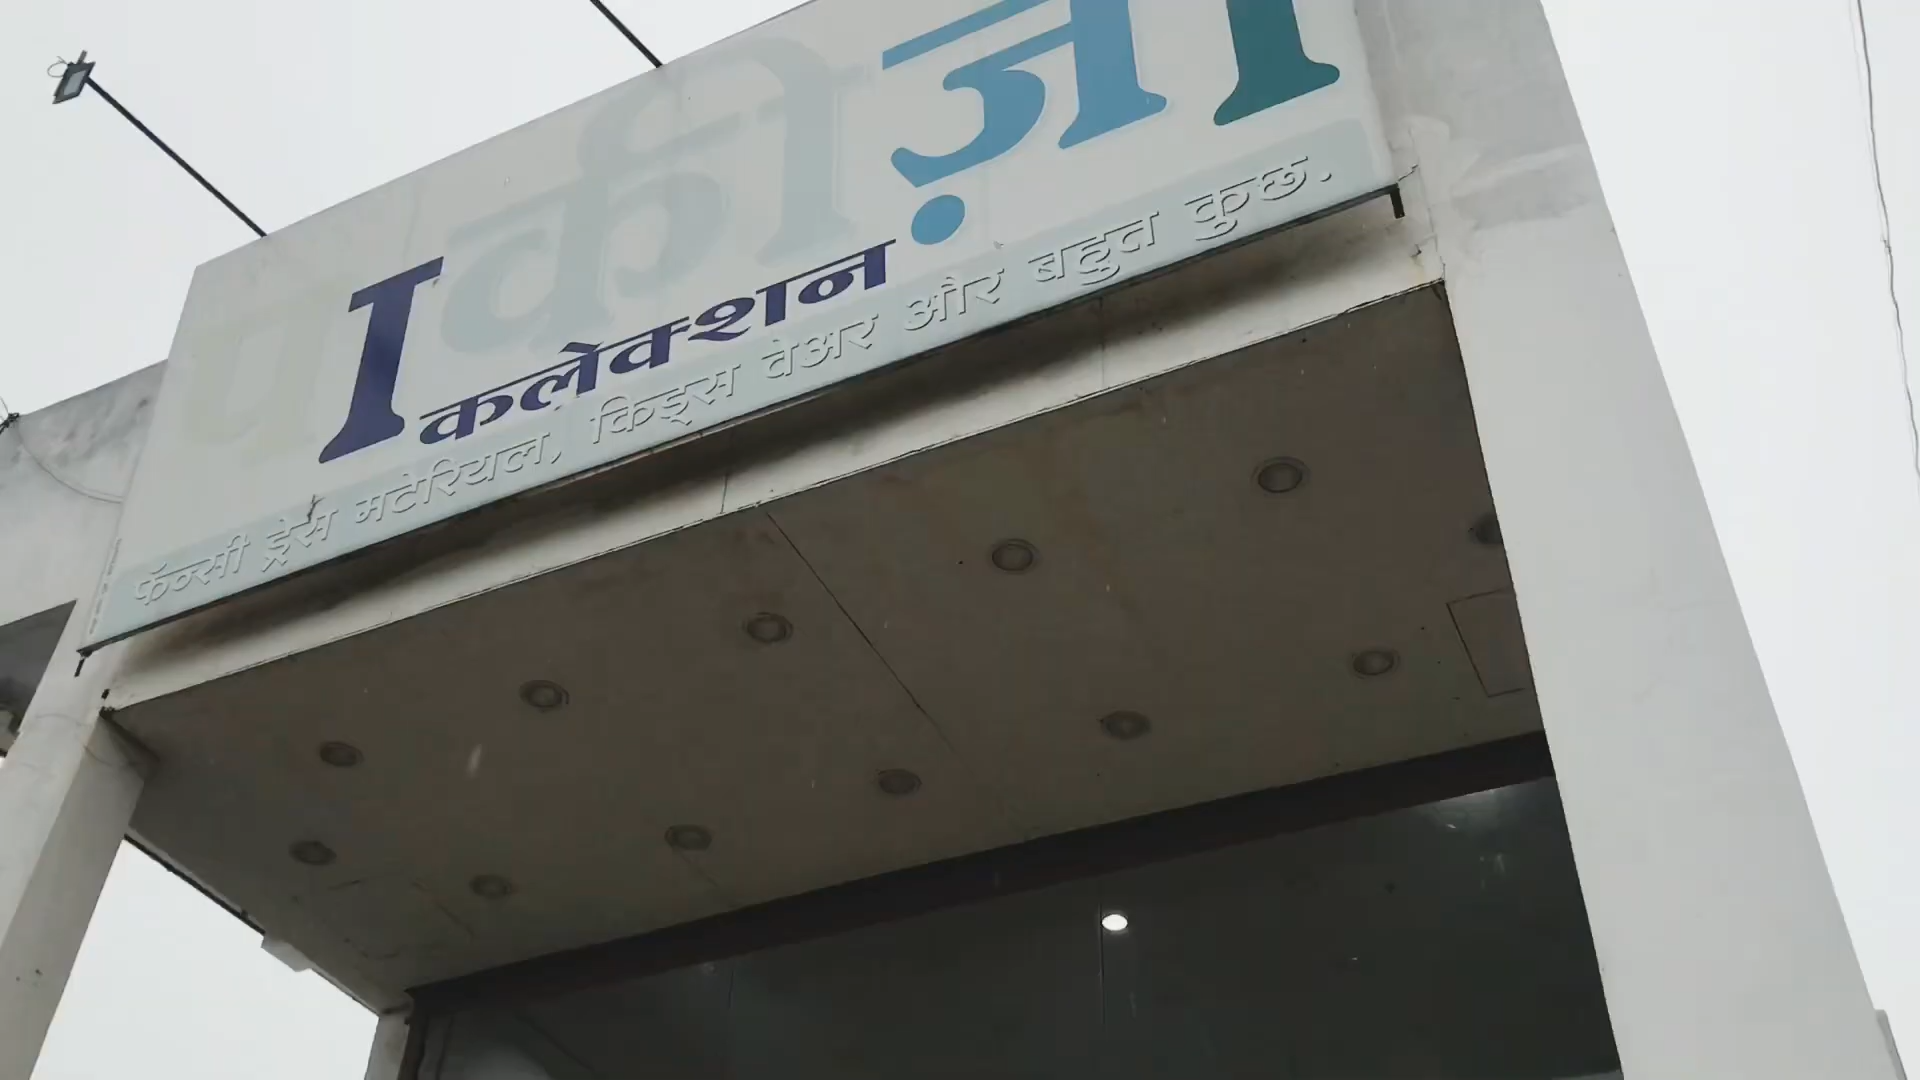 पाकीज़ा
कलेक्शन
फॅन्सी ड्रेस मटेरियल, किड्स वेअर और बहुत कुछ.